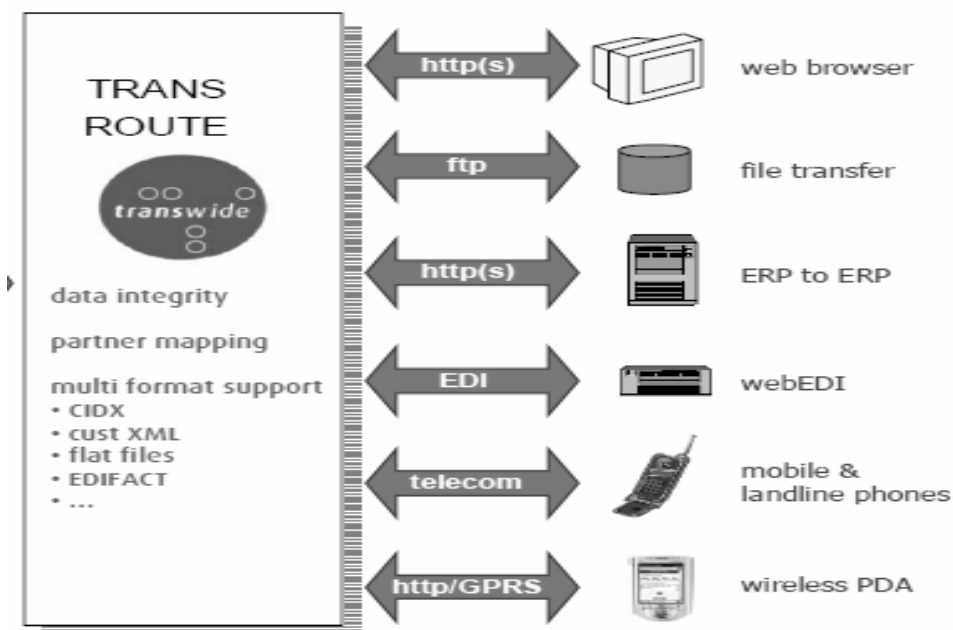 TRANS
ROUTE
transwide
data integrity
partner mapping
multi format support
• CIDX
• cust XML
• flat files
• EDIFACT
• ...
http(s)
web browser
ftp
file transfer
http(s)
ERP to ERP
EDI
webEDI
telecom
mobile &
landline phones
http/GPRS
wireless PDA